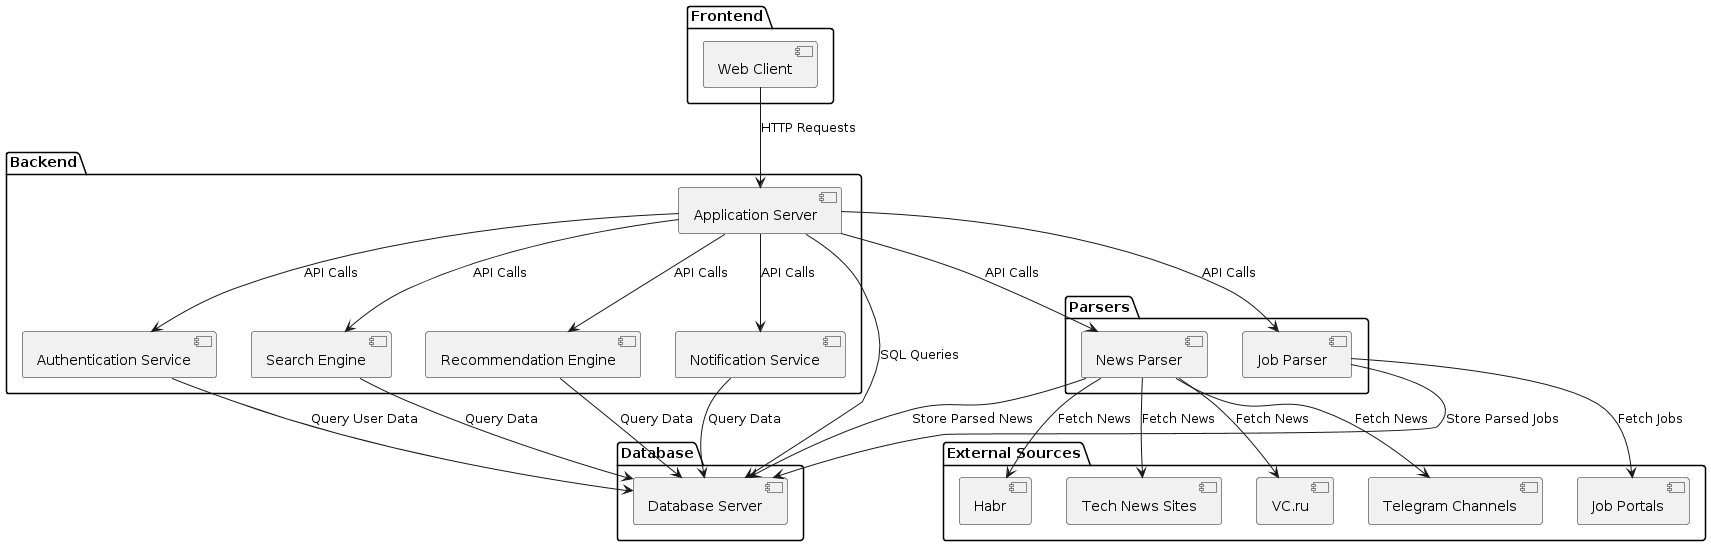 Frontend
Web Client
HTTP Requests
Backend
Application Server
API Calls
API Calls
API Calls
API Calls
API Calls
API Calls
Parsers
Authentication Service
Search Engine
Recommendation Engine
Notification Service
SQL Queries
News Parser
Job Parser
Query User Data
Query Data
Query Data
Query Data
Store Parsed News
Fetch News
Fetch News
Fetch News
Fetch News
Store Parsed Jobs
Fetch Jobs
Database
External Sources
Database Server
Habr
Tech News Sites
VC.ru
Telegram Channels
Job Portals